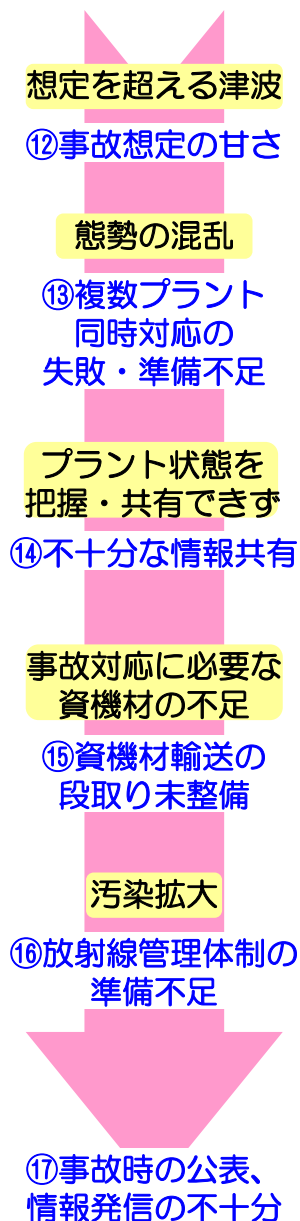 想定を超える津波
⑫事故想定の甘さ
態勢の混乱
⑬複数プラント
同時対応の
失敗・準備不足
プラント状態を
把握・共有できず
⑭不十分な情報共有
事故対応に必要な
資機材の不足
⑮資機材輸送の
段取り未整備
汚染拡大
⑯放射線管理体制の
準備不足
⑰事故時の公表、
情報発信の不十分